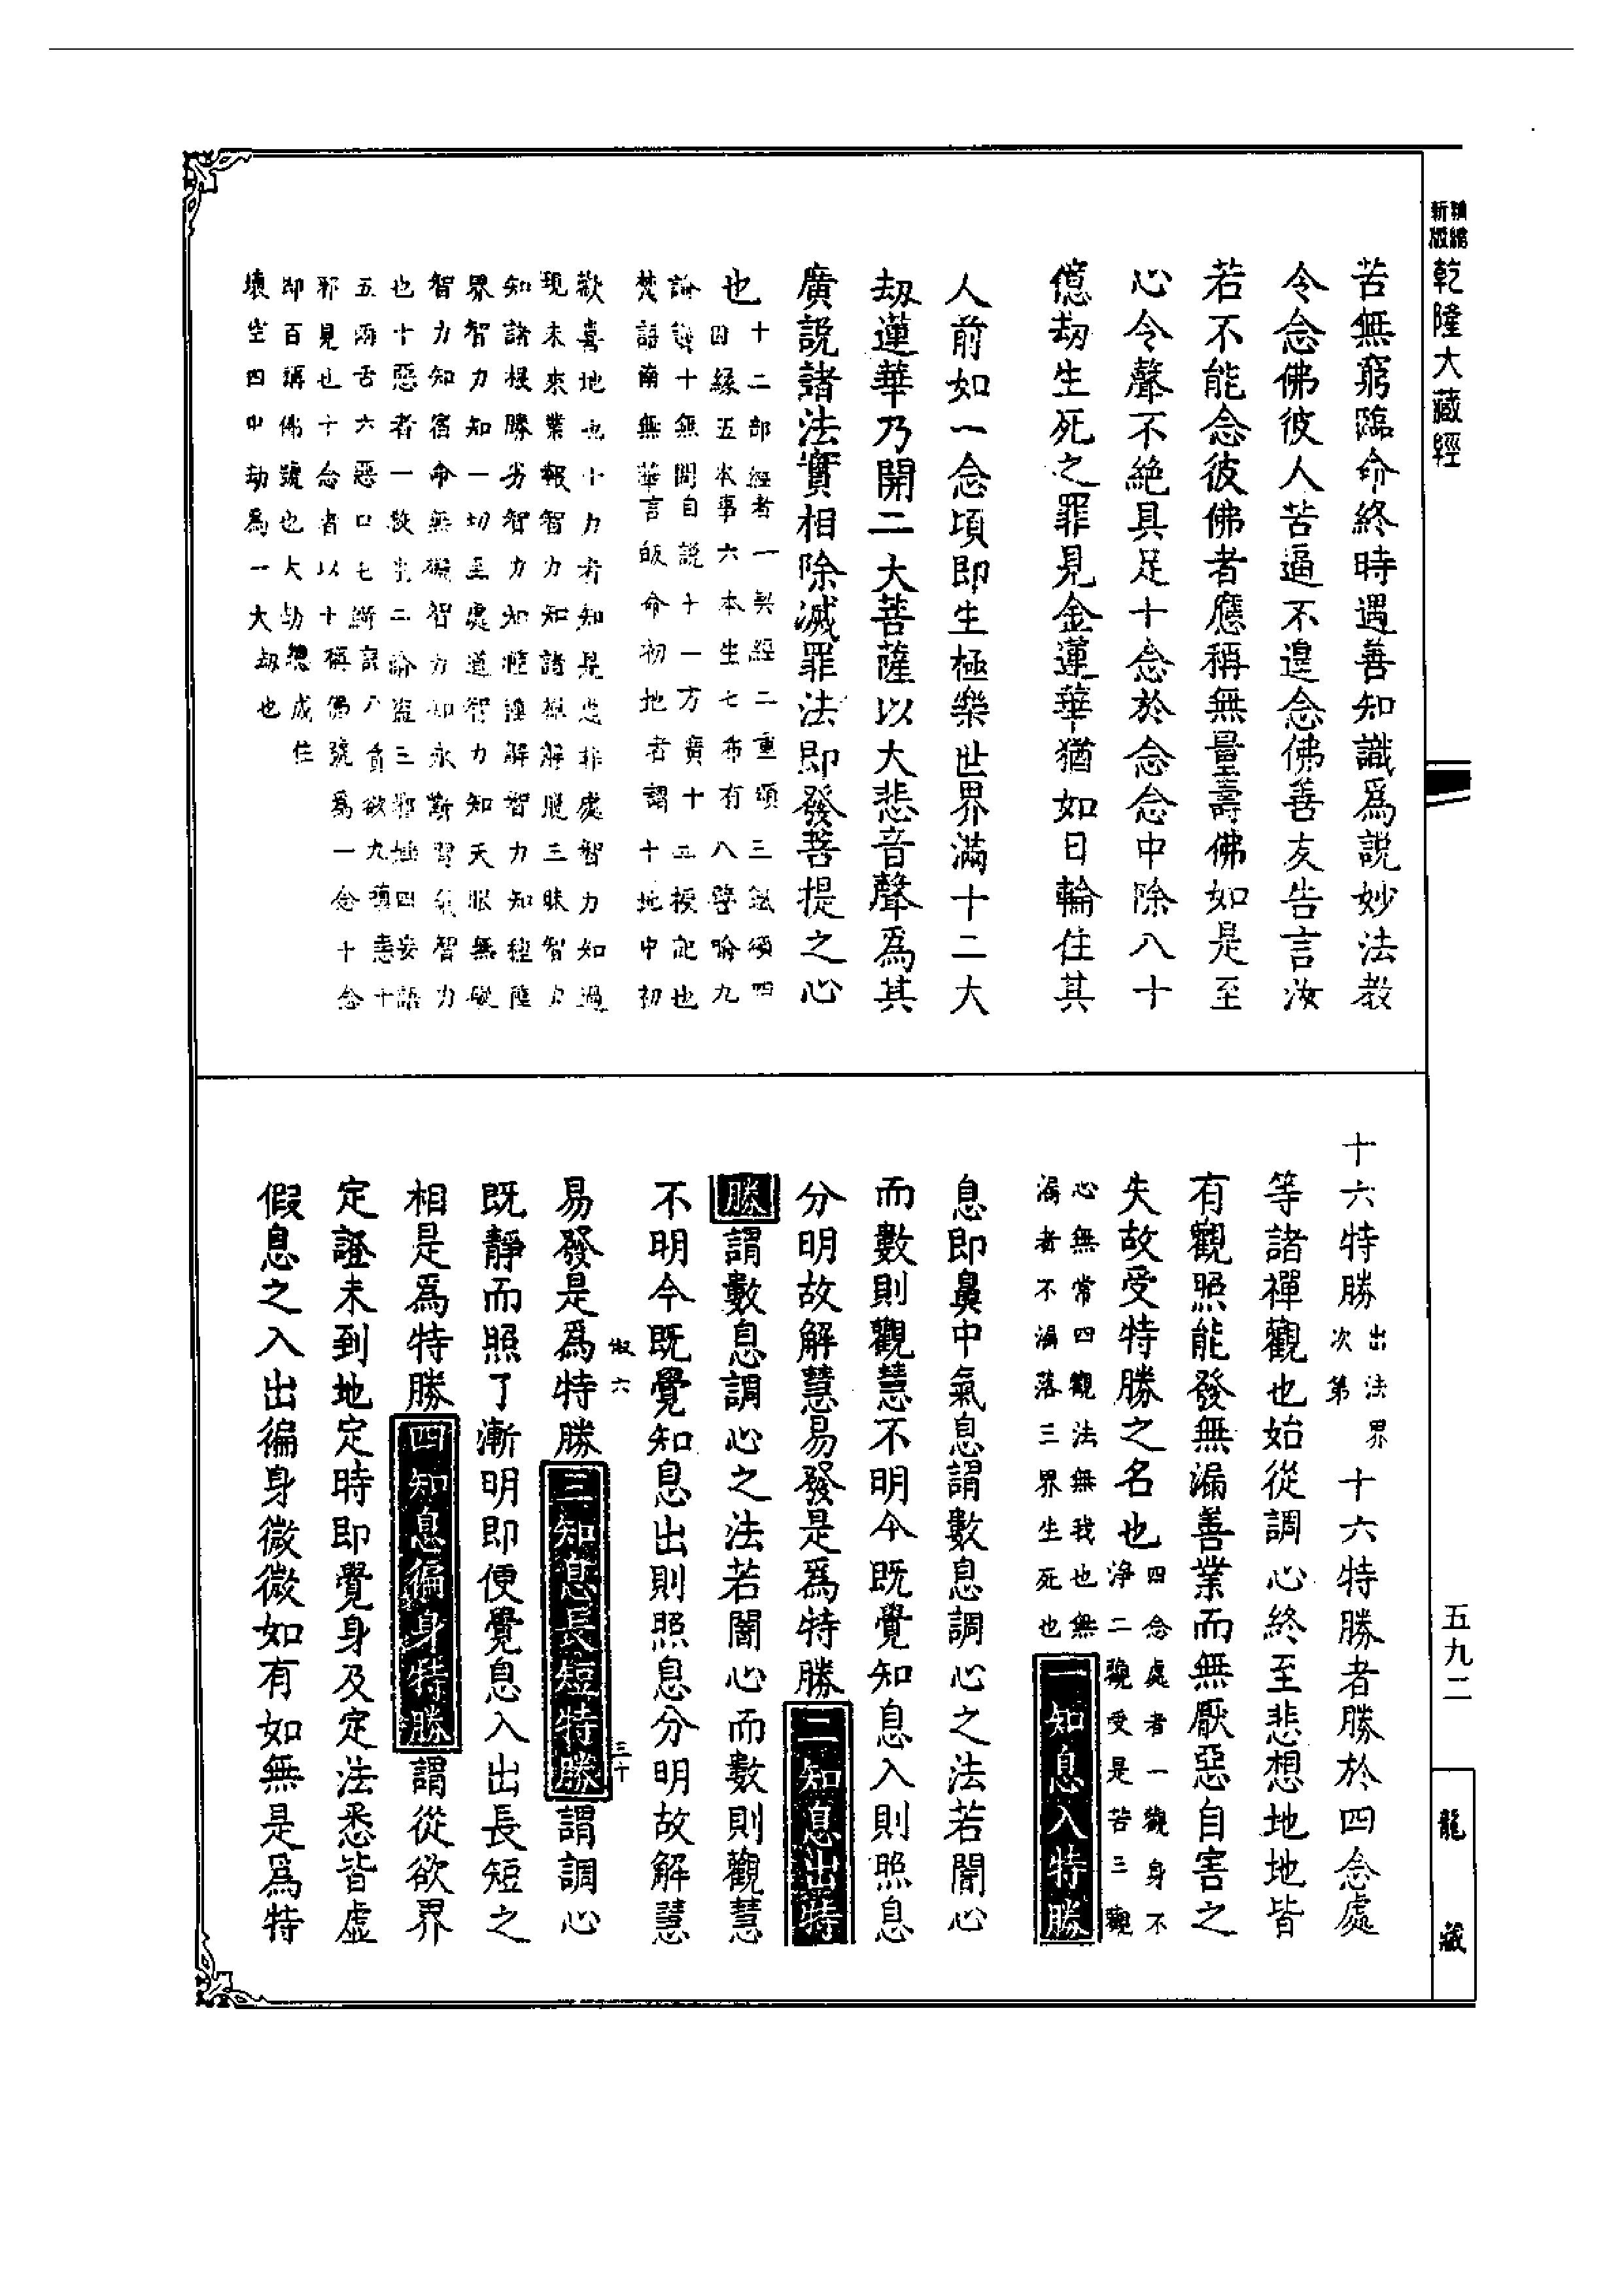 精縮
新版
乾隆大藏經
苦無窮臨命終時遇善知識爲說妙法教
令念佛彼人苦逼不遑念佛善友告言汝
若不能念彼佛者應稱無量壽佛如是至
心令聲不絕具足十念於念念中除八十
億劫生死之罪見金蓮華猶如日輪住其
人前如一念頃即生極樂世界滿十二大
劫蓮華乃開二大菩薩以大悲音聲爲其
廣說諸法實相除滅罪法即發菩提之心
也十二部經者一契經二重頌三諷頌四
因緣五本事六本生七希有八譬喻九
論議十無問自說十一方廣十二授記也
梵語南無華言皈命初地者謂十地中初
歡喜地也十力者知是處非處智力知過
現未來業報智力知諸禪解脫三昧智力
知諸根勝劣智力知種種解智力知種種
界智力知一切至處道智力知天眼無礙
智力知宿命無礙智力知永斷習氣智力
也十惡者一殺生二偷盜三邪婬四妄語
五兩舌六惡口七綺語八貪欲九瞋恚十
邪見也十念者以十稱佛號爲一念十念
即百稱佛號也大劫總成住
壞空四中劫爲一大劫也
五九二
龍藏
十六特勝出法界次第 十六特勝者勝於四念處
等諸禪觀也始從調心終至悲想地地皆
有觀照能發無漏善業而無厭惡自害之
失故受特勝之名也四念處者一觀身不
淨二觀受是苦三觀
心無常四觀法無我也無
漏者不漏落三界生死也一知息入特勝
息即鼻中氣息謂數息調心之法若闇心
而數則觀慧不明今既覺知息入則照息
分明故解慧易發是爲特勝二知息出特
勝謂數息調心之法若闇心而數則觀慧
不明今既覺知息出則照息分明故解慧
六 三十
易發是爲特勝三知息長短特勝謂調心
既靜而照了漸明即便覺息入出長短之
相是爲特勝四知息徧身特勝謂從欲界
定證未到地定時即覺身及定法悉皆虛
假息之入出徧身微微如有如無是爲特